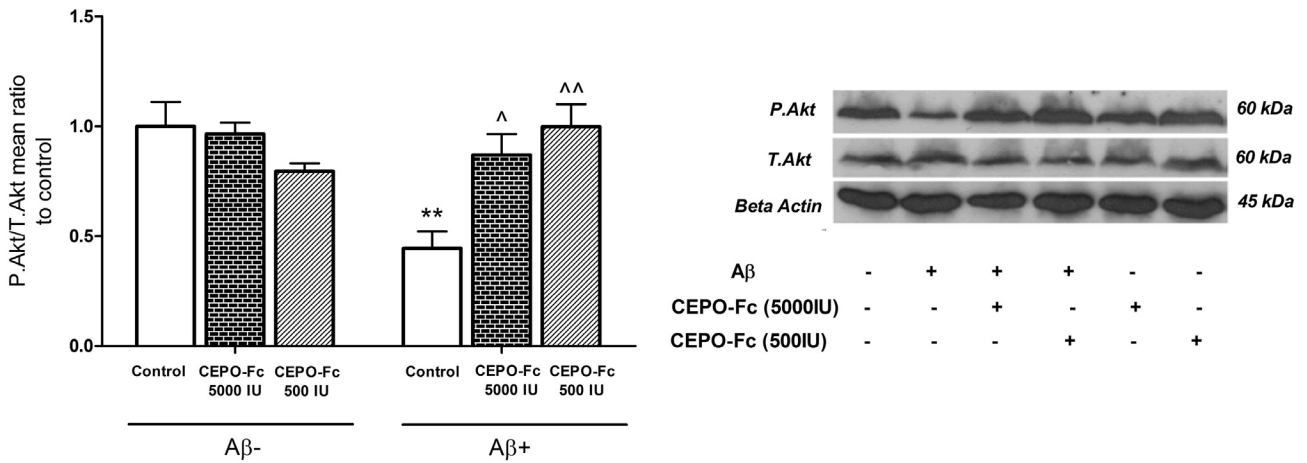 P.Akt/T.Akt mean ratio
to control
1.5
1.0
0.5
0.0
**
^
^^
Control
CEPO-Fc
5000 IU
CEPO-Fc
500 IU
Control
CEPO-Fc
5000 IU
CEPO-Fc
500 IU
Aβ-
Aβ+
P.Akt 60 kDa
T.Akt 60 kDa
Beta Actin 45 kDa
Aβ - + + + - -
CEPO-Fc (5000IU) - - + - + -
CEPO-Fc (500IU) - - - + - +